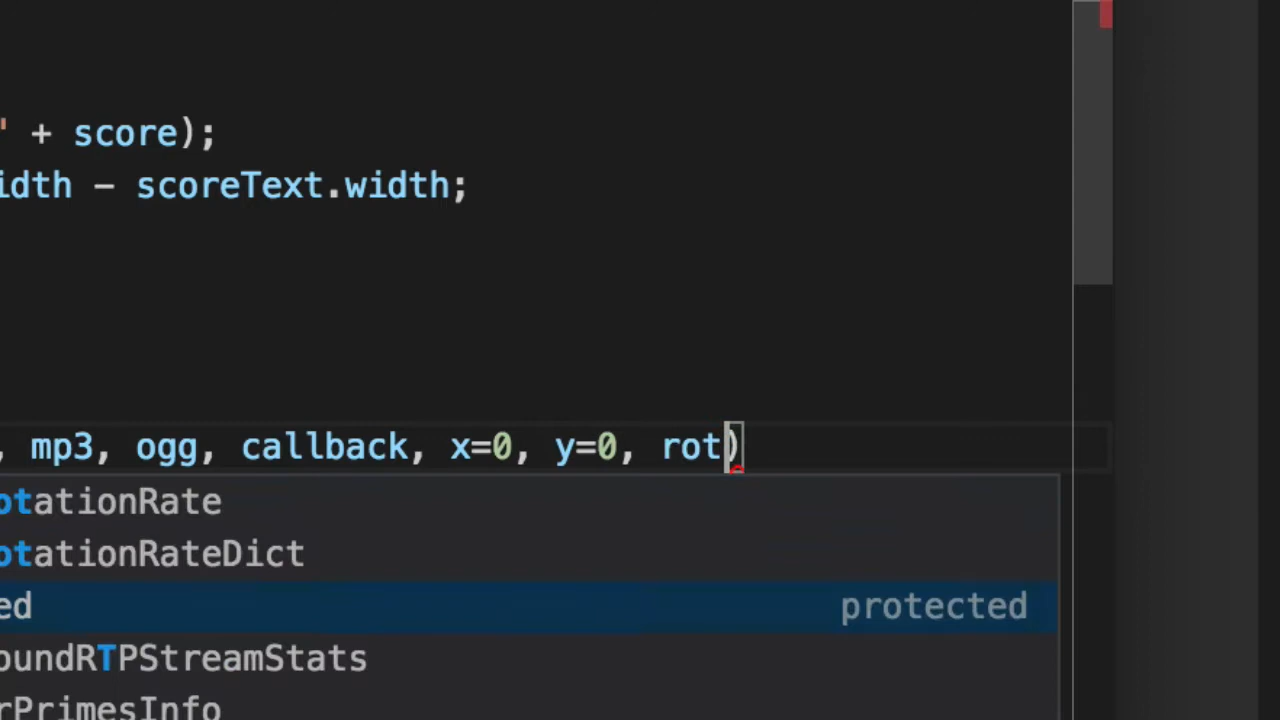 ' + score);
idth - scoreText.width;
, mp3, ogg, callback, x=0, y=0, rot)
otationRate
otationRateDict
ed protected
oundRTPStreamStats
rPrimesInfo